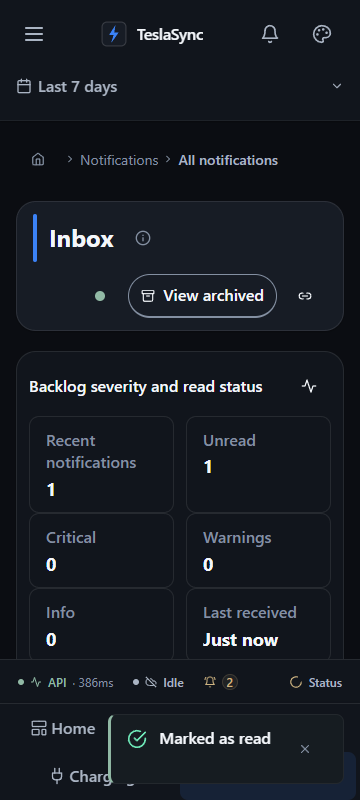 TeslaSync
Last 7 days
Notifications
All notifications
Inbox
View archived
Backlog severity and read status
Recent notifications
1
Unread
1
Critical
0
Warnings
0
Info
0
Last received
Just now
API · 386ms
Idle
2
Status
Home
Marked as read